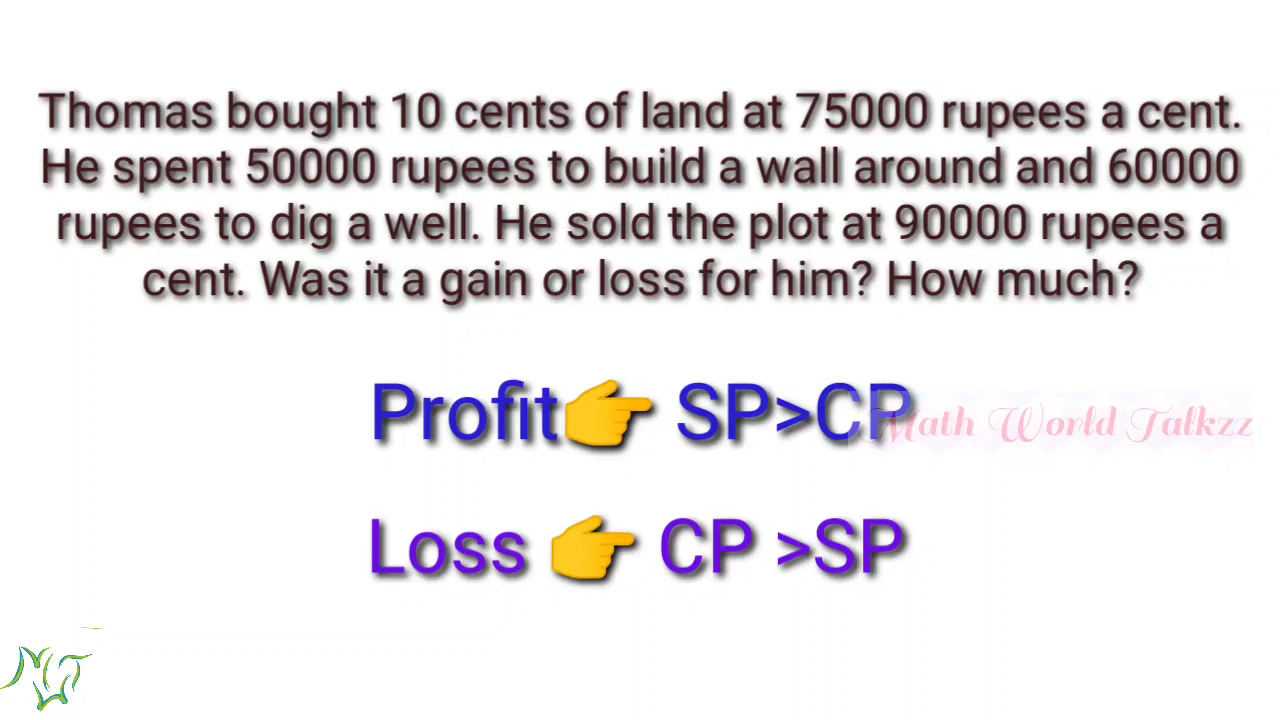 Thomas bought 10 cents of land at 75000 rupees a cent.
He spent 50000 rupees to build a wall around and 60000
rupees to dig a well. He sold the plot at 90000 rupees a
cent. Was it a gain or loss for him? How much?
Profit👉 SP>CP
Math World Talkzz
Loss 👉 CP >SP
MWT